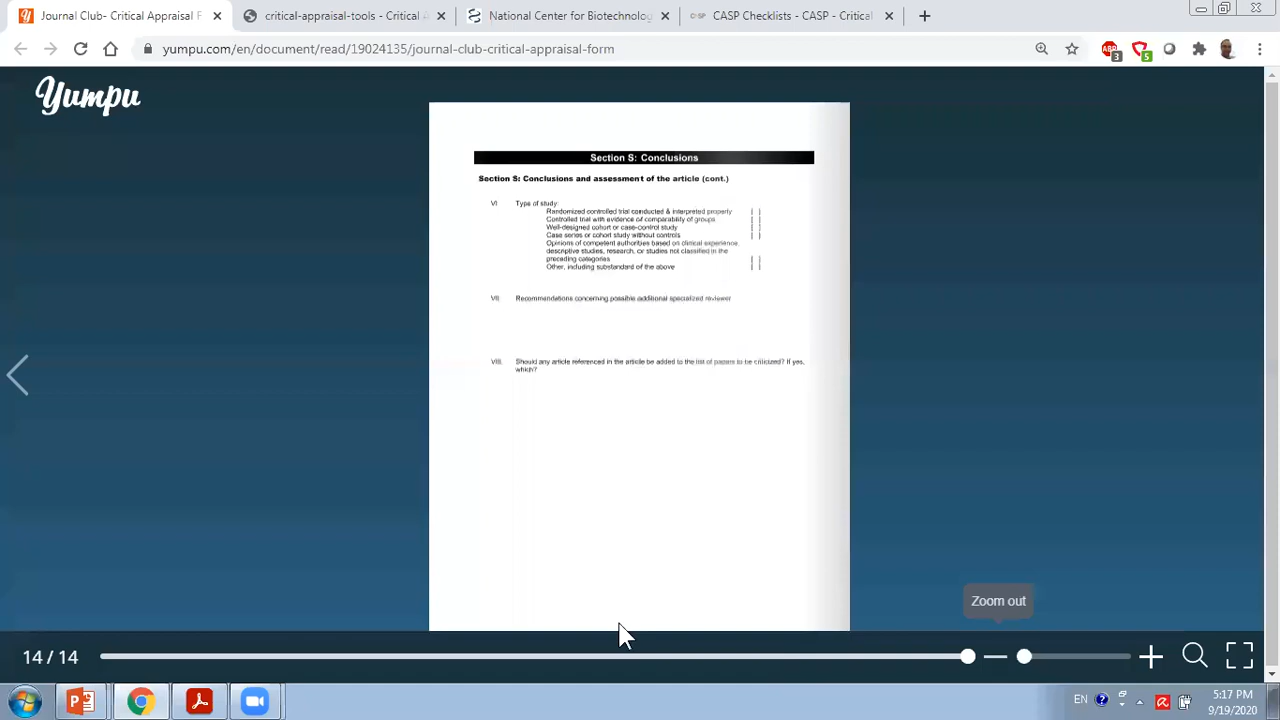 Journal Club- Critical Appraisal F
critical-appraisal-tools - Critical A
National Center for Biotechnolog
CASP Checklists - CASP - Critical
yumpu.com/en/document/read/19024135/journal-club-critical-appraisal-form
ABP
3
5
Yumpu
Section S: Conclusions
Section S: Conclusions and assessment of the article (cont.)
VI Type of study:
Randomized controlled trial conducted & interpreted properly [ ]
Controlled trial with evidence of comparability of groups [ ]
Well-designed cohort or case-control study [ ]
Case series or cohort study without controls [ ]
Opinions of competent authorities based on clinical experience,
descriptive studies, research, or studies not classified in the
preceding categories [ ]
Other, including substandard of the above [ ]
VII. Recommendations concerning possible additional specialized reviewer
VIII. Should any article referenced in the article be added to the list of papers to be criticized? If yes,
which?
Zoom out
14 / 14
EN
5:17 PM
9/19/2020